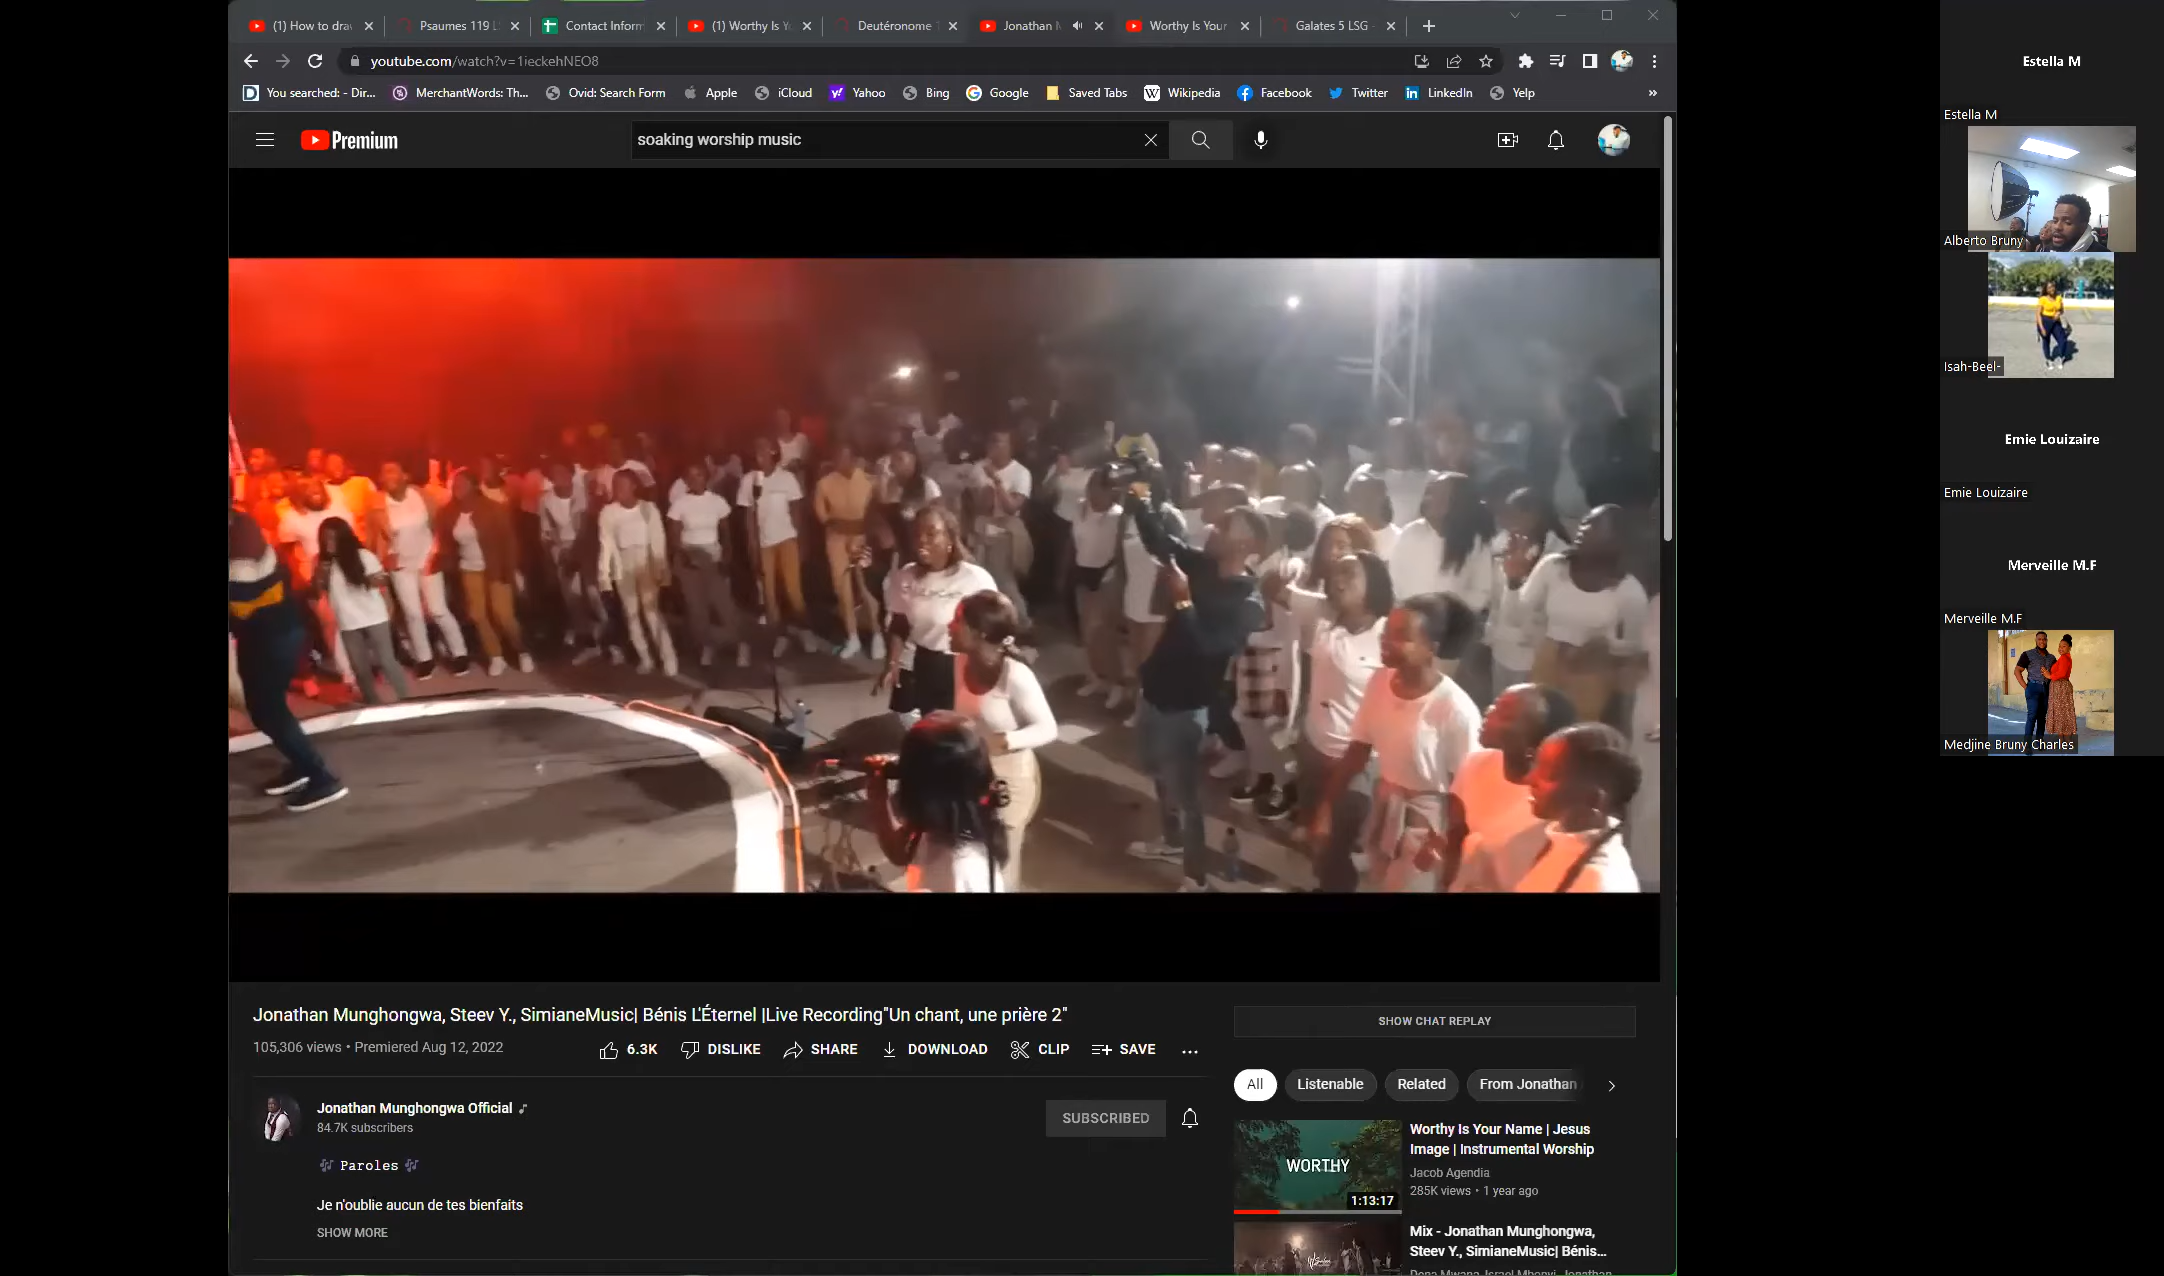 (1) How to dra
Psaumes 119 L
Contact Inform
(1) Worthy Is Y
Deutéronome
Jonathan
Worthy Is Your
Galates 5 LSG -
youtube.com/watch?v=1ieckehNEO8
You searched: - Dir...
MerchantWords: Th...
Ovid: Search Form
Apple
iCloud
Yahoo
Bing
Google
Saved Tabs
Wikipedia
Facebook
Twitter
LinkedIn
Yelp
»
Premium
soaking worship music
Jonathan Munghongwa, Steev Y., SimianeMusic| Bénis L'Éternel |Live Recording"Un chant, une prière 2"
105,306 views • Premiered Aug 12, 2022
6.3K
DISLIKE
SHARE
DOWNLOAD
CLIP
SAVE
...
Jonathan Munghongwa Official
84.7K subscribers
SUBSCRIBED
Paroles
Je n'oublie aucun de tes bienfaits
SHOW MORE
SHOW CHAT REPLAY
All
Listenable
Related
From Jonathan
WORTHY
1:13:17
Worthy Is Your Name | Jesus
Image | Instrumental Worship
Jacob Agendia
285K views • 1 year ago
Mix - Jonathan Munghongwa,
Steev Y., SimianeMusic| Bénis...
Estella M
Estella M
Alberto Bruny
Isah-Beel-
Emie Louizaire
Emie Louizaire
Merveille M.F
Merveille M.F
Medjine Bruny Charles